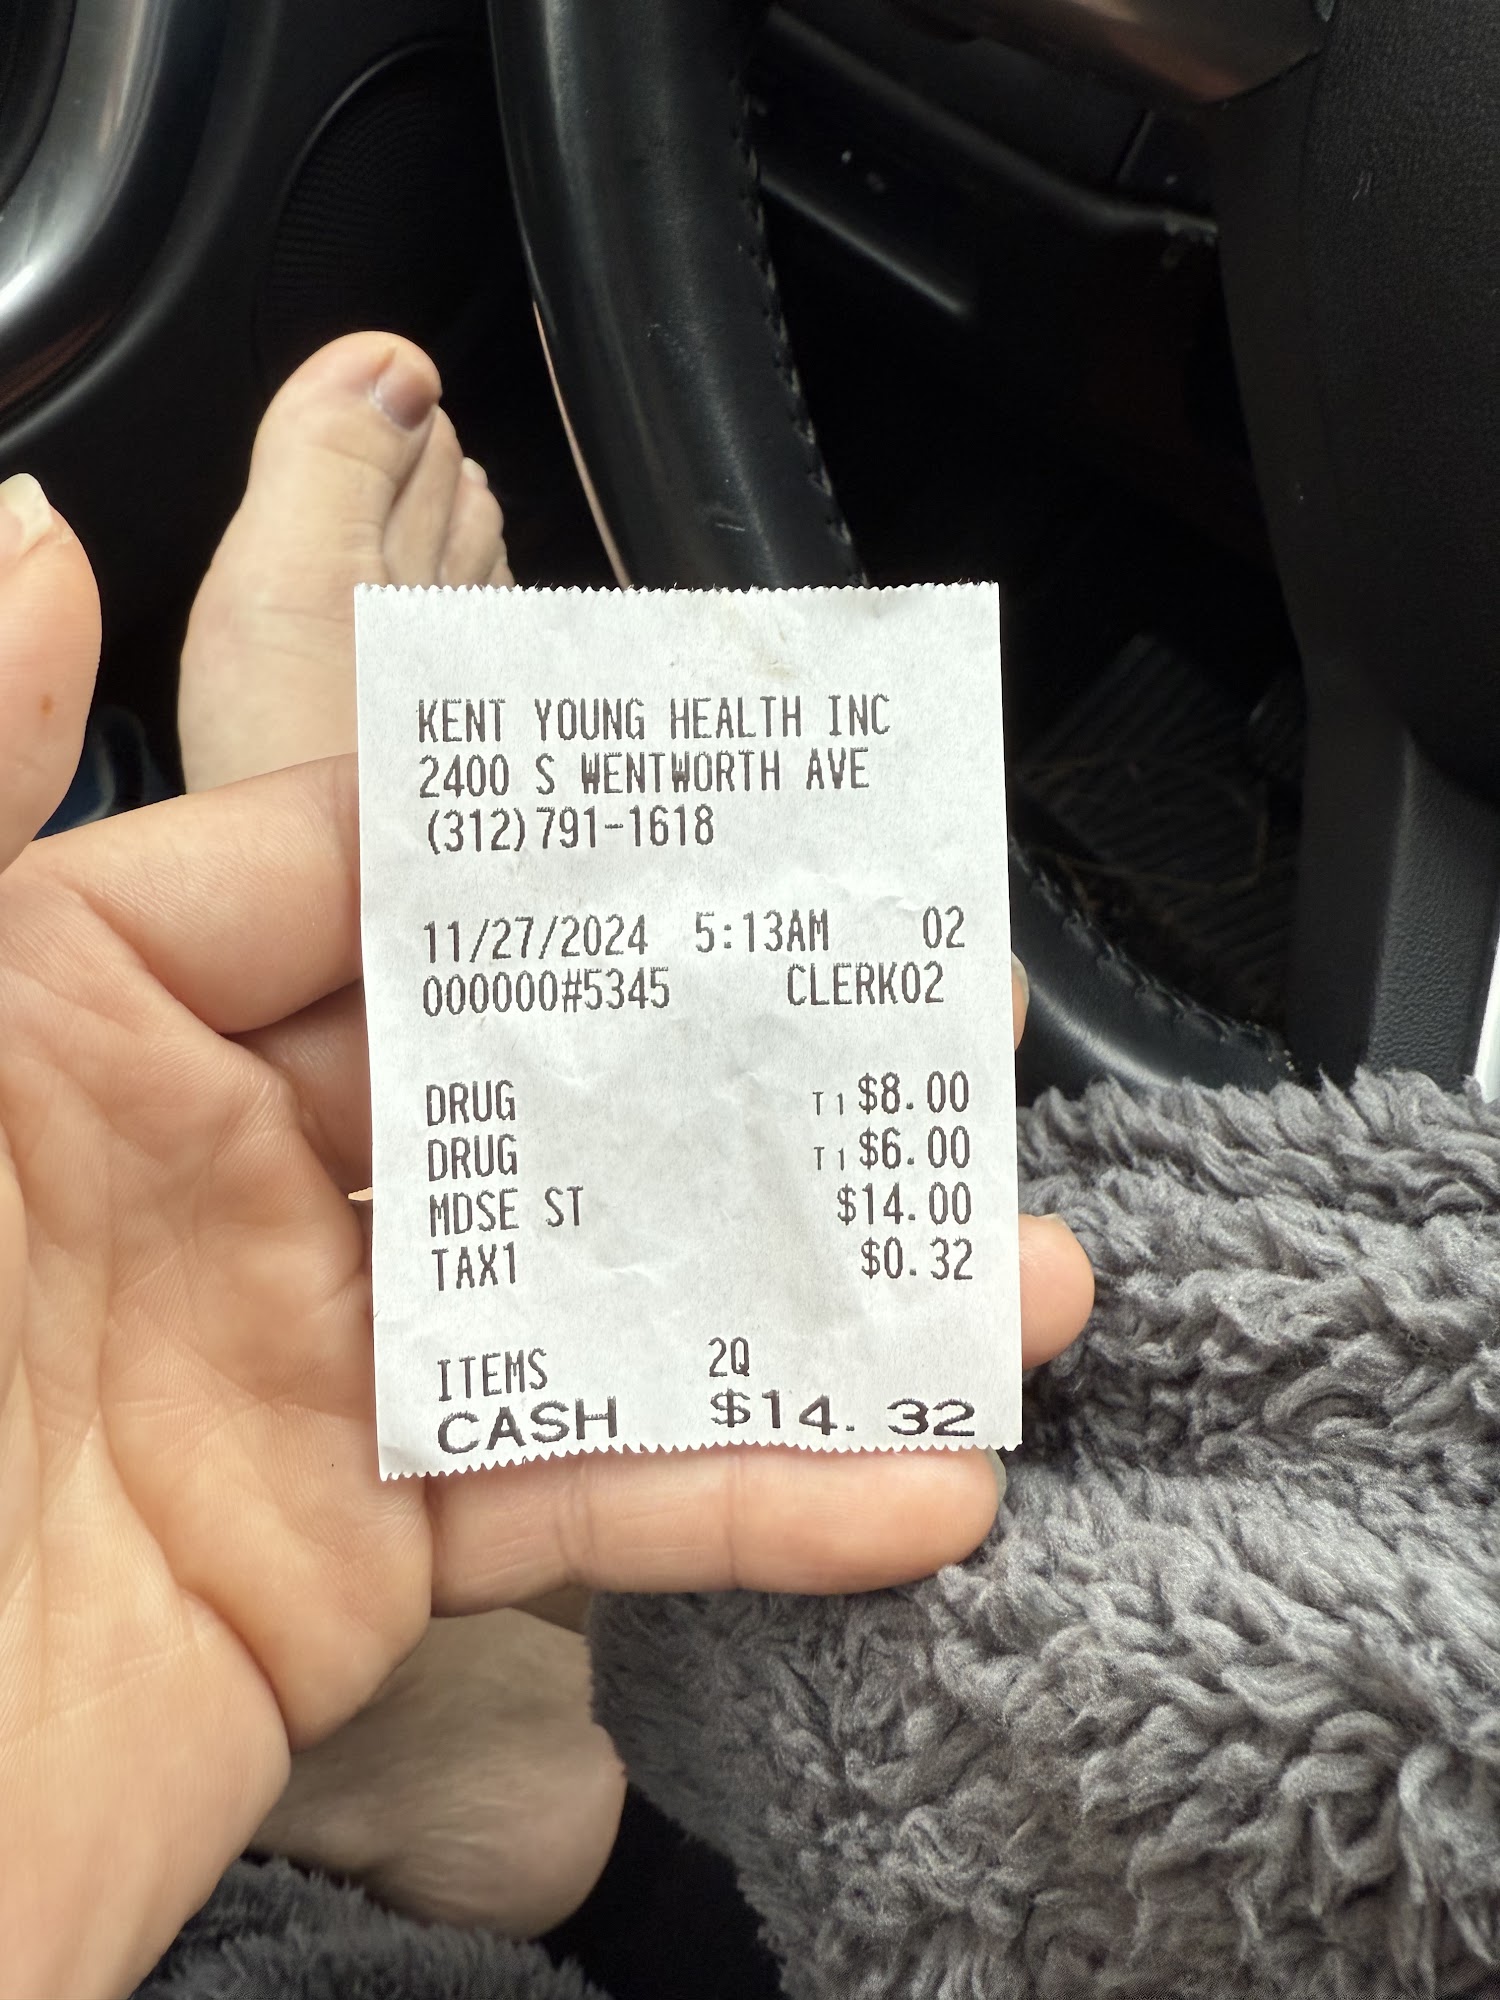 KENT YOUNG HEALTH INC
2400 S WENTWORTH AVE
(312)791-1618
11/27/2024 5:13AM 02
000000#5345 CLERK02
DRUG T1 $8.00
DRUG T1 $6.00
MDSE ST $14.00
TAX1 $0.32
ITEMS 2Q
CASH $14.32